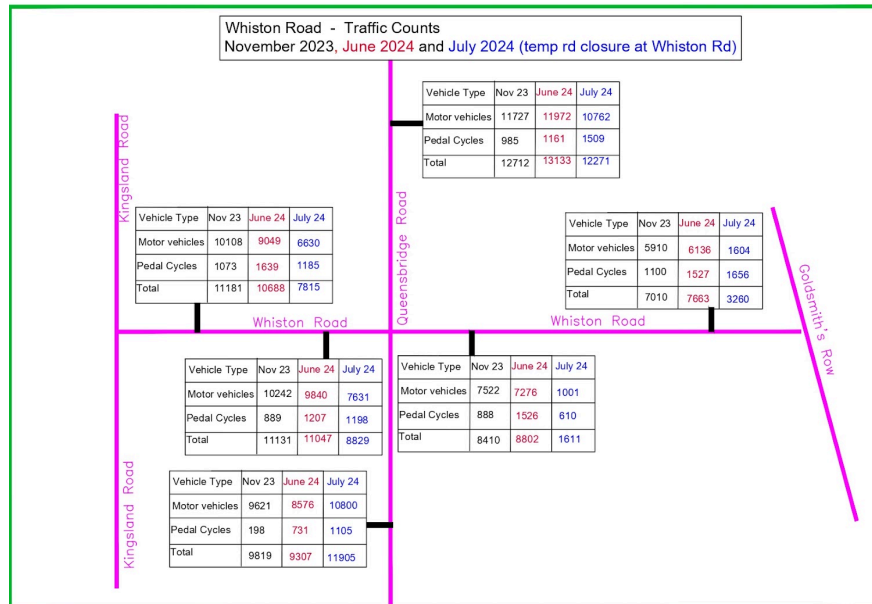 Whiston Road - Traffic Counts
November 2023, June 2024 and July 2024 (temp rd closure at Whiston Rd)
Vehicle Type Nov 23 June 24 July 24
Motor vehicles 11727 11972 10762
Pedal Cycles 985 1161 1509
Total 12712 13133 12271
Kingsland Road
Queensbridge Road
Vehicle Type Nov 23 June 24 July 24
Motor vehicles 10108 9049 6630
Pedal Cycles 1073 1639 1185
Total 11181 10688 7815
Vehicle Type Nov 23 June 24 July 24
Motor vehicles 5910 6136 1604
Pedal Cycles 1100 1527 1656
Total 7010 7663 3260
Goldsmith's Row
Whiston Road
Whiston Road
Vehicle Type Nov 23 June 24 July 24
Motor vehicles 10242 9840 7631
Pedal Cycles 889 1207 1198
Total 11131 11047 8829
Vehicle Type Nov 23 June 24 July 24
Motor vehicles 7522 7276 1001
Pedal Cycles 888 1526 610
Total 8410 8802 1611
Kingsland Road
Vehicle Type Nov 23 June 24 July 24
Motor vehicles 9621 8576 10800
Pedal Cycles 198 731 1105
Total 9819 9307 11905